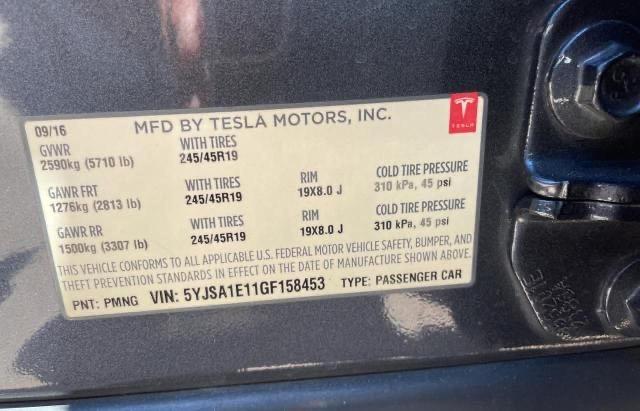 09/16 MFD BY TESLA MOTORS, INC.
TESLA
GVWR WITH TIRES
2590kg (5710 lb) 245/45R19
GAWR FRT WITH TIRES RIM COLD TIRE PRESSURE
1276kg (2813 lb) 245/45R19 19X8.0 J 310 kPa, 45 psi
GAWR RR WITH TIRES RIM COLD TIRE PRESSURE
1500kg (3307 lb) 245/45R19 19X8.0 J 310 kPa, 45 psi
THIS VEHICLE CONFORMS TO ALL APPLICABLE U.S. FEDERAL MOTOR VEHICLE SAFETY, BUMPER, AND
THEFT PREVENTION STANDARDS IN EFFECT ON THE DATE OF MANUFACTURE SHOWN ABOVE.
PNT: PMNG VIN: 5YJSA1E11GF158453 TYPE: PASSENGER CAR